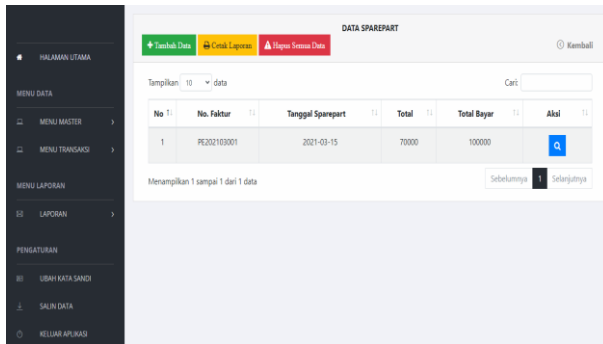 HALAMAN UTAMA
MENU DATA
MENU MASTER
MENU TRANSAKSI
MENU LAPORAN
LAPORAN
PENGATURAN
UBAH KATA SANDI
SALIN DATA
KELUAR APLIKASI
DATA SPAREPART
Tambah Data Cetak Laporan Hapus Semua Data
Kembali
Tampilkan 10 data Cari:
No No. Faktur Tanggal Sparepart Total Total Bayar Aksi
1 PE202103001 2021-03-15 70000 100000
Menampilkan 1 sampai 1 dari 1 data Sebelumnya 1 Selanjutnya